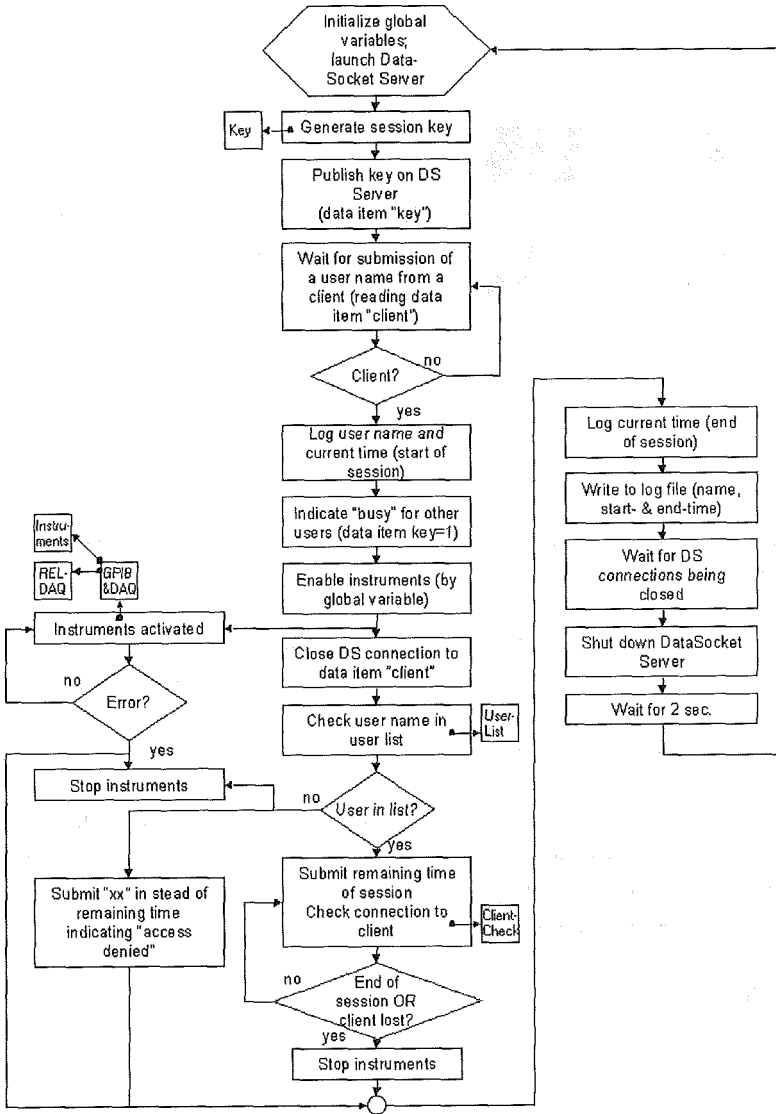 Initialize global
variables;
launch Data-
Socket Server
Key
Generate session key
Publish key on DS
Server
(data item "key")
Wait for submission of
a user name from a
client (reading data
item "client")
no
Client?
yes
Log user name and
current time (start of
session)
Indicate "busy" for other
users (data item key=1)
Enable instruments (by
global variable)
Instru-
ments
REL-
DAQ
GPIB
&DAQ
Instruments activated
no
Error?
yes
Stop instruments
Close DS connection to
data item "client"
Check user name in
user list
User-
List
no
User in list?
yes
Submit "xx" in stead of
remaining time
indicating "access
denied"
Submit remaining time
of session
Check connection to
client
Client-
Check
no
End of
session OR
client lost?
yes
Stop instruments
Log current time (end
of session)
Write to log file (name,
start- & end-time)
Wait for DS
connections being
closed
Shut down DataSocket
Server
Wait for 2 sec.